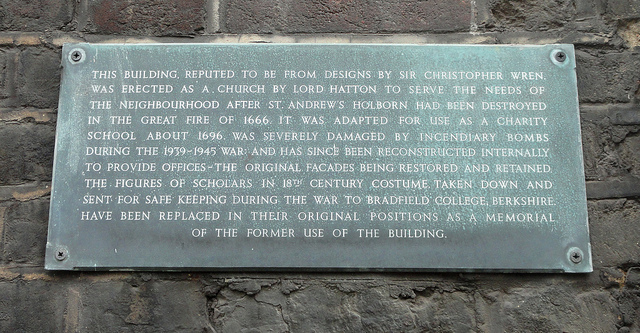 THIS BUILDING, REPUTED TO BE FROM DESIGNS BY SIR CHRISTOPHER WREN,
WAS ERECTED AS A CHURCH BY LORD HATTON TO SERVE THE NEEDS OF
THE NEIGHBOURHOOD AFTER ST. ANDREW'S HOLBORN HAD BEEN DESTROYED
IN THE GREAT FIRE OF 1666. IT WAS ADAPTED FOR USE AS A CHARITY
SCHOOL ABOUT 1696, WAS SEVERELY DAMAGED BY INCENDIARY BOMBS
DURING THE 1939-1945 WAR: AND HAS SINCE BEEN RECONSTRUCTED INTERNALLY
TO PROVIDE OFFICES - THE ORIGINAL FACADES BEING RESTORED AND RETAINED.
THE FIGURES OF SCHOLARS IN 18TH CENTURY COSTUME, TAKEN DOWN AND
SENT FOR SAFE KEEPING DURING THE WAR TO BRADFIELD COLLEGE, BERKSHIRE,
HAVE BEEN REPLACED IN THEIR ORIGINAL POSITIONS AS A MEMORIAL
OF THE FORMER USE OF THE BUILDING.